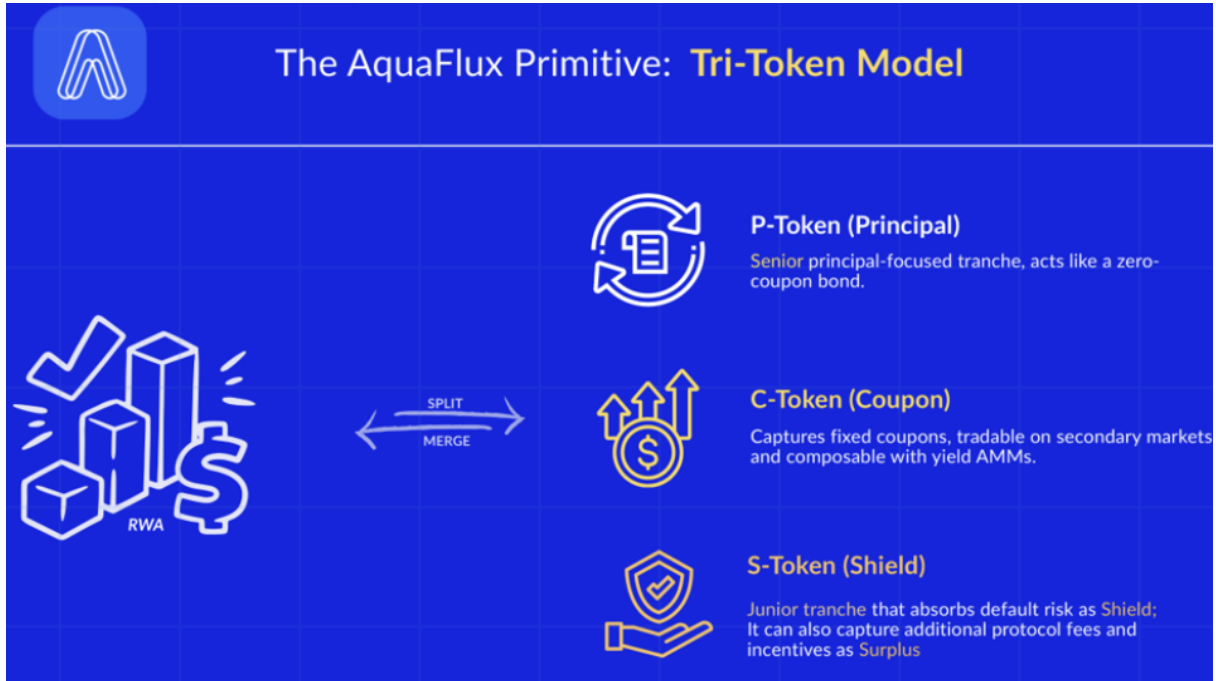 The AquaFlux Primitive: Tri-Token Model
P-Token (Principal)
Senior principal-focused tranche, acts like a zero-
coupon bond.
SPLIT
MERGE
C-Token (Coupon)
Captures fixed coupons, tradable on secondary markets
and composable with yield AMMs.
RWA
S-Token (Shield)
Junior tranche that absorbs default risk as Shield;
It can also capture additional protocol fees and
incentives as Surplus